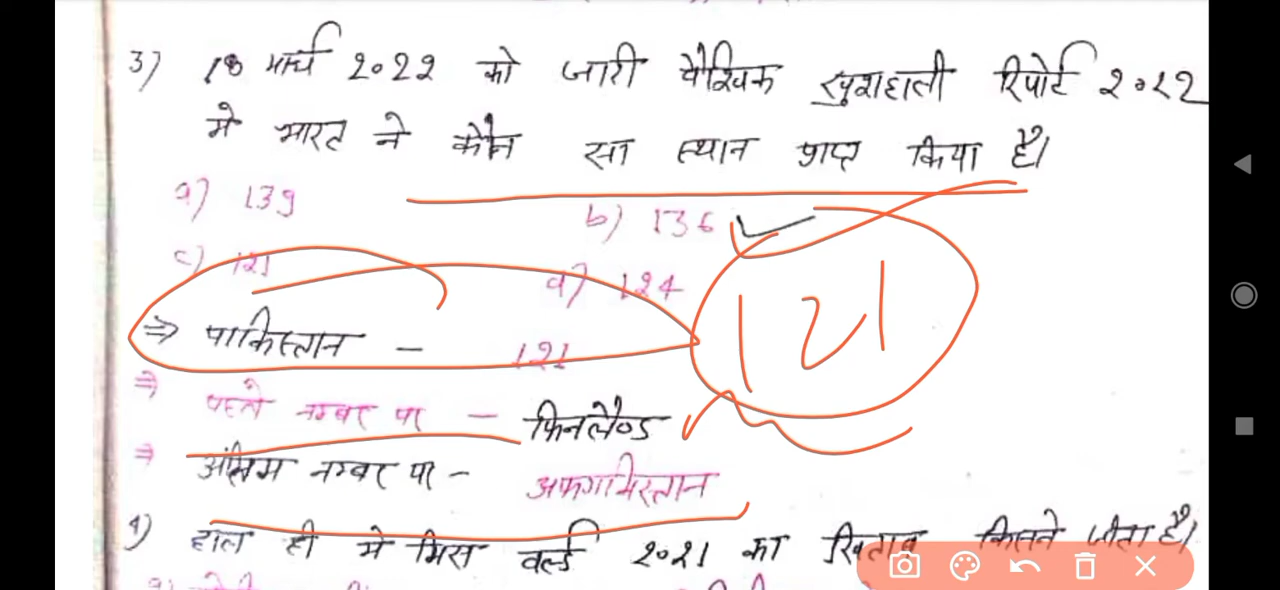 3) 18 मार्च 2022 को जारी वैश्विक खुशहाली रिपोर्ट 2022
मे भारत ने कौन सा स्थान प्राप्त किया है।
a) 139
b) 136
c) 121
d) 124
121
⇒ पाकिस्तान - 121
⇒ पहले नम्बर पर - फिनलैण्ड
⇒ अंतिम नम्बर पर - अफगानिस्तान
4) हाल ही मे मिस वर्ल्ड 2021 का खिताब किसने जीता है।